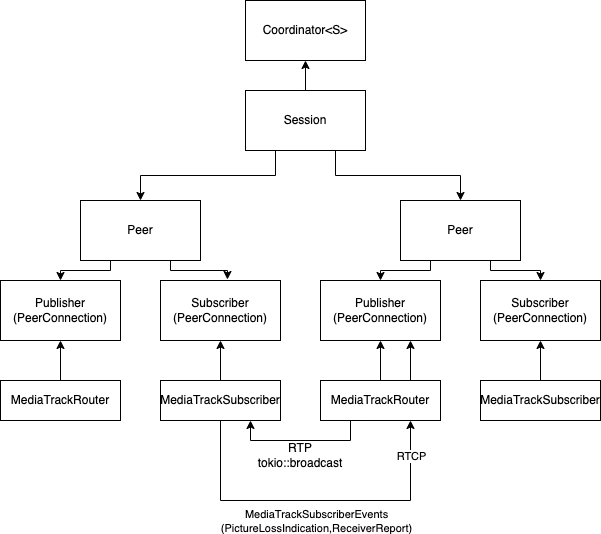 Coordinator<S>
Session
Peer
Peer
Publisher
(PeerConnection)
Subscriber
(PeerConnection)
Publisher
(PeerConnection)
Subscriber
(PeerConnection)
MediaTrackRouter
MediaTrackSubscriber
MediaTrackRouter
MediaTrackSubscriber
RTP
tokio::broadcast
RTCP
MediaTrackSubscriberEvents
(PictureLossIndication,ReceiverReport)